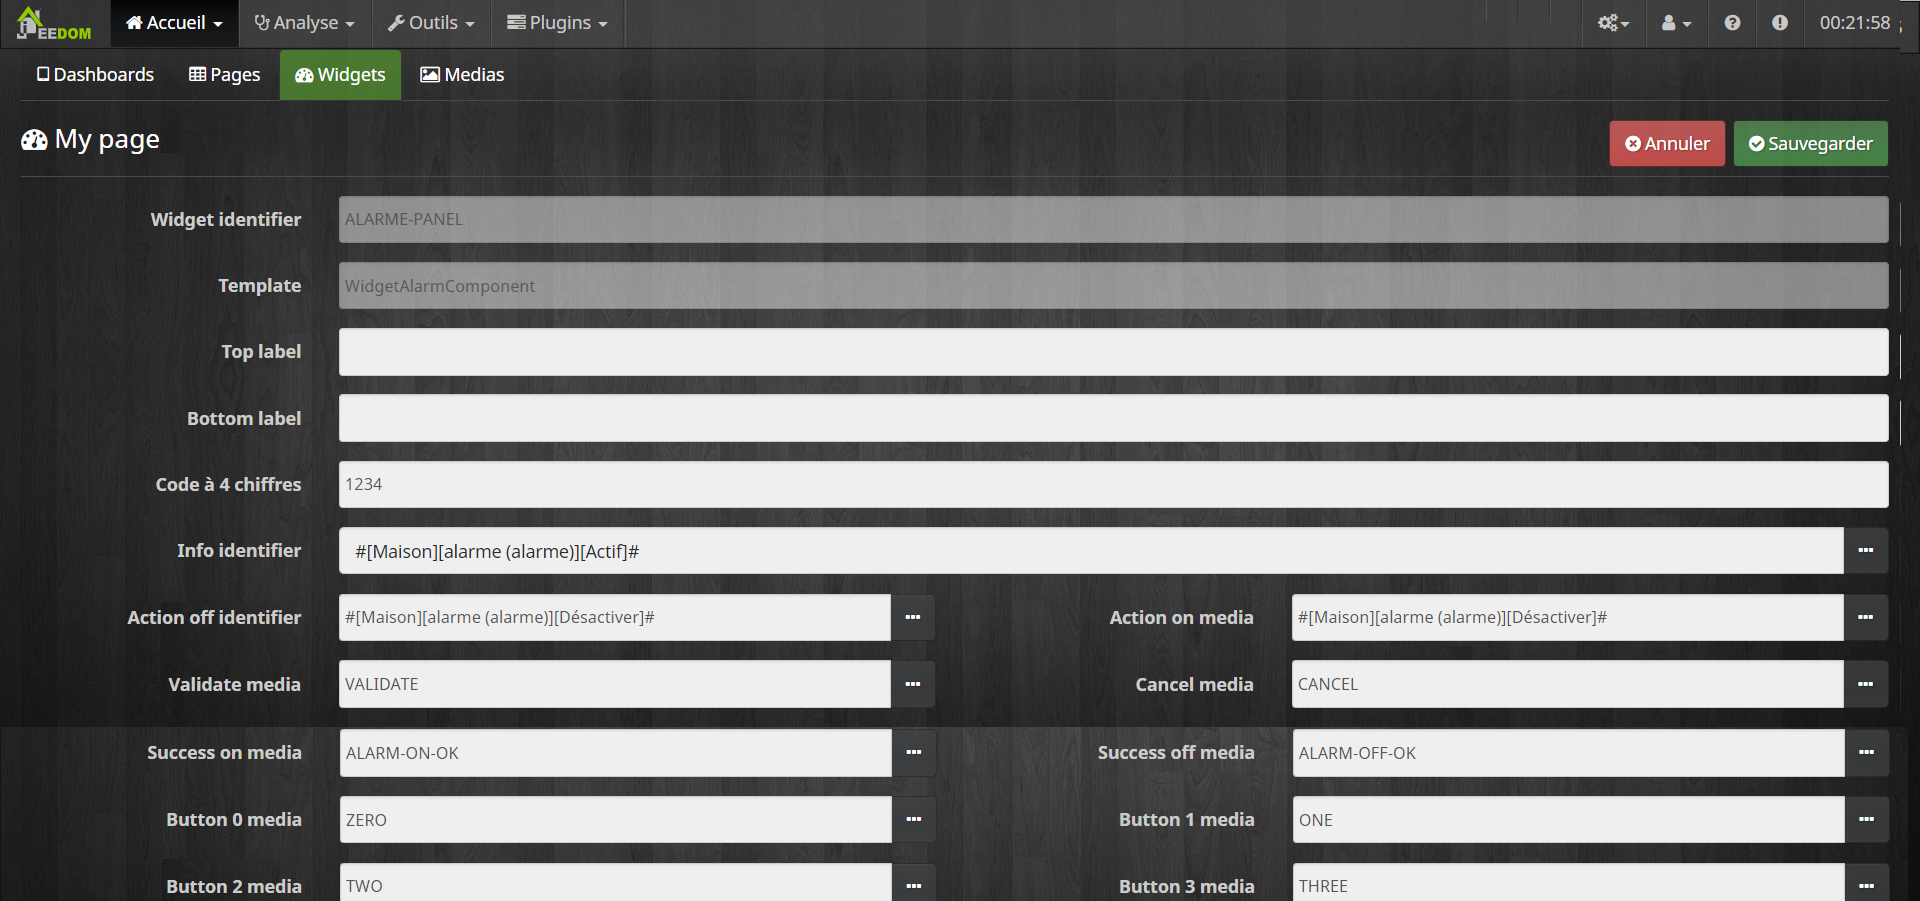 JEEDOM Accueil Analyse Outils Plugins 00:21:58
Dashboards Pages Widgets Medias
My page Annuler Sauvegarder
Widget identifier ALARME-PANEL
Template WidgetAlarmComponent
Top label
Bottom label
Code à 4 chiffres 1234
Info identifier #[Maison][alarme (alarme)][Actif]#
Action off identifier #[Maison][alarme (alarme)][Désactiver]# Action on media #[Maison][alarme (alarme)][Désactiver]#
Validate media VALIDATE Cancel media CANCEL
Success on media ALARM-ON-OK Success off media ALARM-OFF-OK
Button 0 media ZERO Button 1 media ONE
Button 2 media TWO Button 3 media THREE